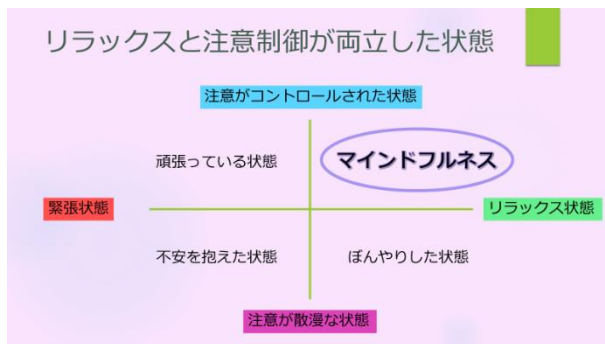 リラックスと注意制御が両立した状態
注意がコントロールされた状態
頑張っている状態
マインドフルネス
緊張状態
リラックス状態
不安を抱えた状態
ぼんやりした状態
注意が散漫な状態